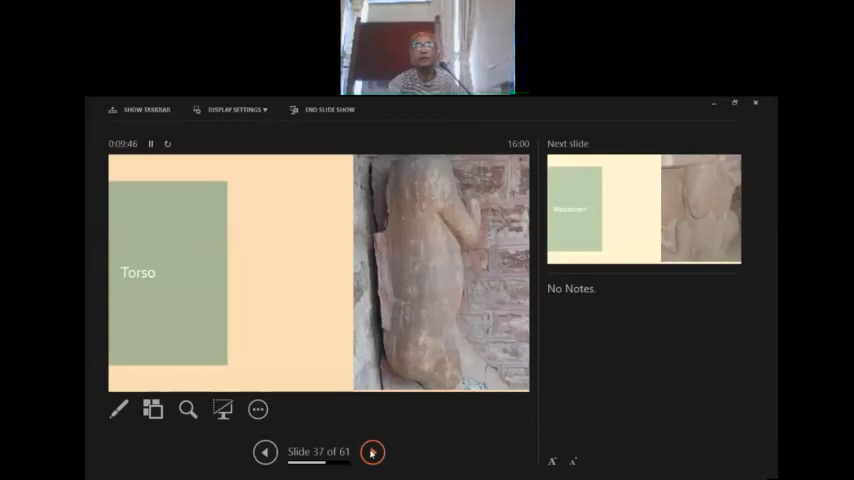 SHOW TASKBAR
DISPLAY SETTINGS ▾
END SLIDE SHOW
0:09:46
16:00
Next slide
Torso
No Notes.
Slide 37 of 61
A
A